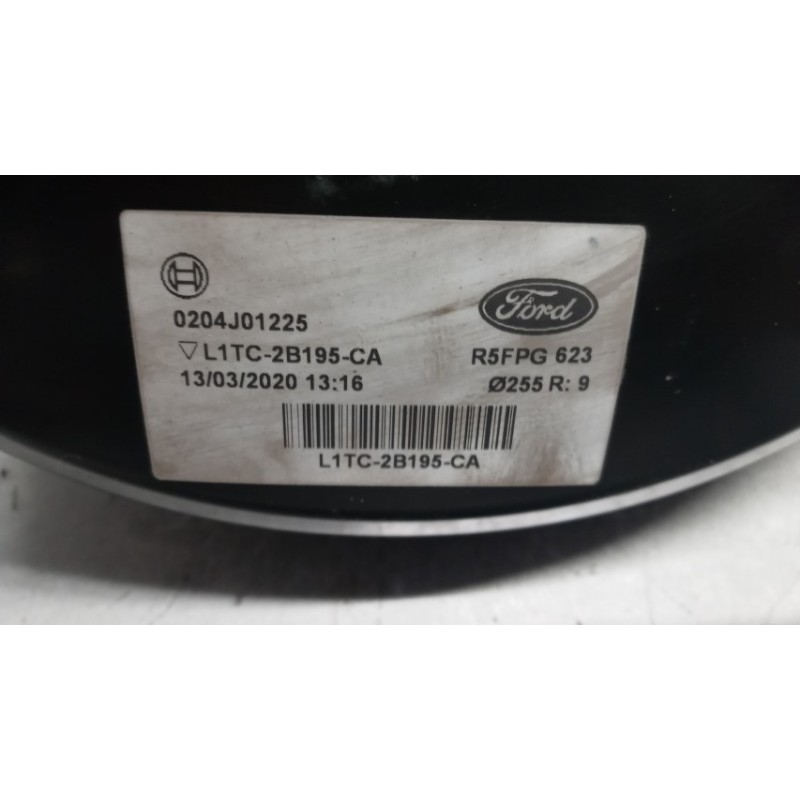 Ford
0204J01225
▽L1TC-2B195-CA R5FPG 623
13/03/2020 13:16 Ø255 R: 9
L1TC-2B195-CA